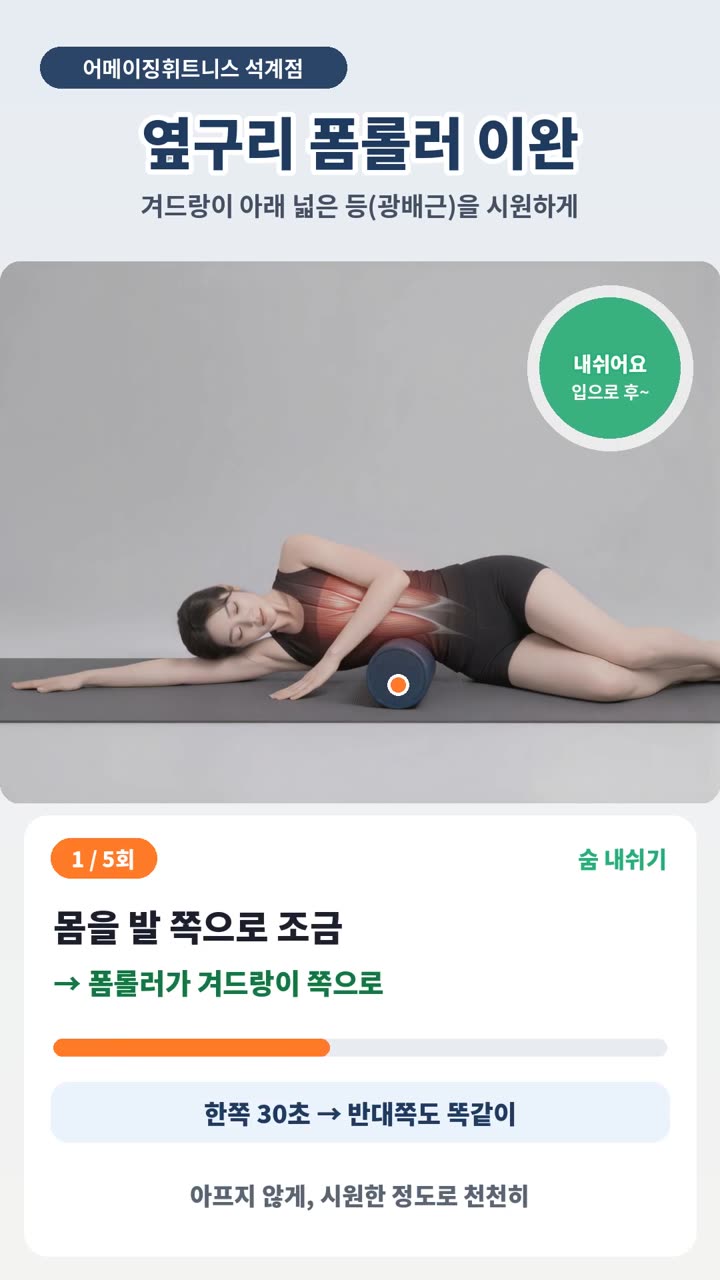 어메이징휘트니스 석계점
옆구리 폼롤러 이완
겨드랑이 아래 넓은 등(광배근)을 시원하게
내쉬어요
입으로 후~
1 / 5회
숨 내쉬기
몸을 발 쪽으로 조금
→ 폼롤러가 겨드랑이 쪽으로
한쪽 30초 → 반대쪽도 똑같이
아프지 않게, 시원한 정도로 천천히